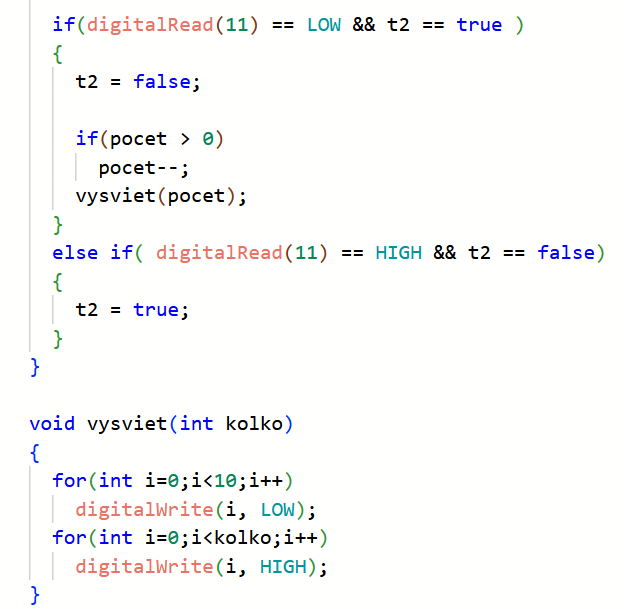 if(digitalRead(11) == LOW && t2 == true )
{
t2 = false;
if(pocet > 0)
pocet--;
vysviet(pocet);
}
else if( digitalRead(11) == HIGH && t2 == false)
{
t2 = true;
}
}
void vysviet(int kolko)
{
for(int i=0;i<10;i++)
digitalWrite(i, LOW);
for(int i=0;i<kolko;i++)
digitalWrite(i, HIGH);
}